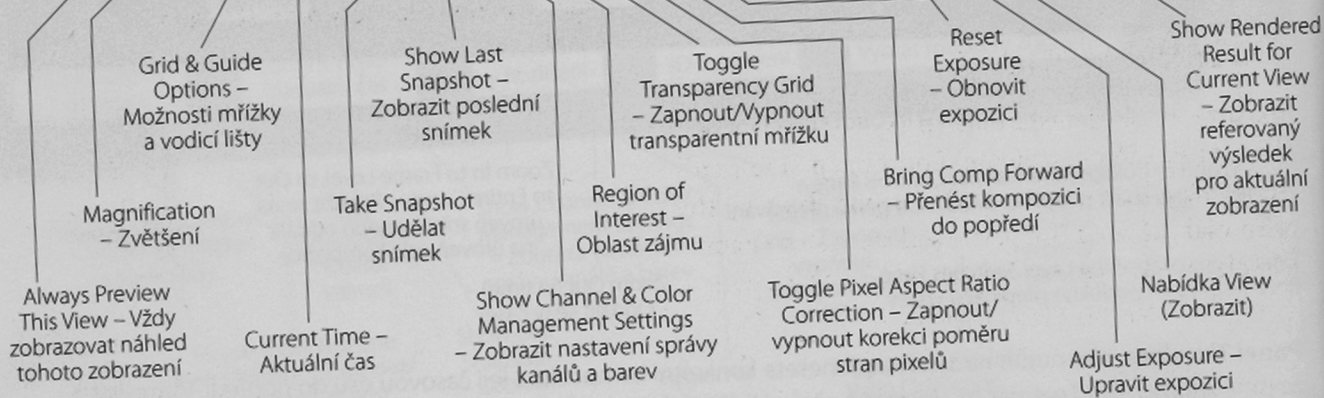 Grid & Guide
Options –
Možnosti mřížky
a vodicí lišty
Show Last
Snapshot –
Zobrazit poslední
snímek
Toggle
Transparency Grid
– Zapnout/Vypnout
transparentní mřížku
Reset
Exposure
– Obnovit
expozici
Show Rendered
Result for
Current View
– Zobrazit
referovaný
výsledek
pro aktuální
zobrazení
Magnification
– Zvětšení
Take Snapshot
– Udělat
snímek
Region of
Interest –
Oblast zájmu
Bring Comp Forward
– Přenést kompozici
do popředí
Always Preview
This View – Vždy
zobrazovat náhled
tohoto zobrazení
Current Time –
Aktuální čas
Show Channel & Color
Management Settings
– Zobrazit nastavení správy
kanálů a barev
Toggle Pixel Aspect Ratio
Correction – Zapnout/
vypnout korekci poměru
stran pixelů
Nabídka View
(Zobrazit)
Adjust Exposure –
Upravit expozici